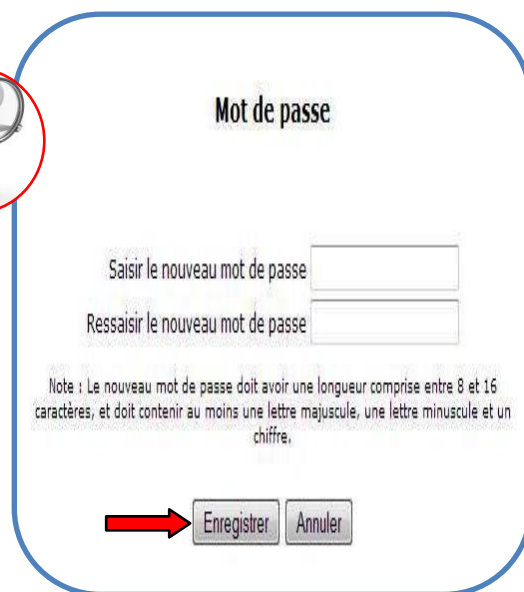 Mot de passe
Saisir le nouveau mot de passe
Ressaisir le nouveau mot de passe
Note : Le nouveau mot de passe doit avoir une longueur comprise entre 8 et 16
caractères, et doit contenir au moins une lettre majuscule, une lettre minuscule et un
chiffre.
Enregistrer Annuler